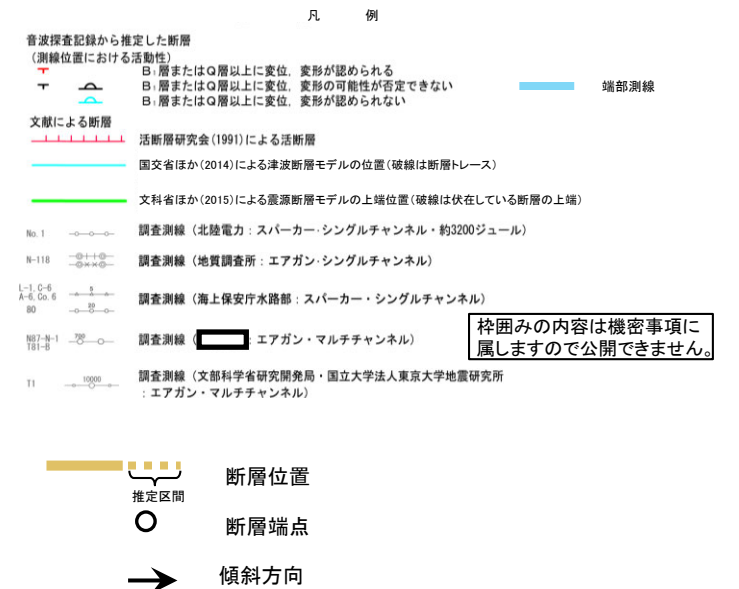 凡 例
音波探査記録から推定した断層
(測線位置における活動性)
B₁層またはQ層以上に変位,変形が認められる
B₁層またはQ層以上に変位,変形の可能性が否定できない
B₁層またはQ層以上に変位,変形が認められない
端部測線
文献による断層
活断層研究会(1991)による活断層
国交省ほか(2014)による津波断層モデルの位置(破線は断層トレース)
文科省ほか(2015)による震源断層モデルの上端位置(破線は伏在している断層の上端)
No.1 調査測線(北陸電力:スパーカー・シングルチャンネル・約3200ジュール)
N-118 調査測線(地質調査所:エアガン・シングルチャンネル)
L-1,C-6
A-6,Co.6 5
80 20
調査測線(海上保安庁水路部:スパーカー・シングルチャンネル)
N87-N-1
T81-B 700
調査測線( :エアガン・マルチチャンネル)
枠囲みの内容は機密事項に
属しますので公開できません。
T1 10000 調査測線(文部科学省研究開発局・国立大学法人東京大学地震研究所
:エアガン・マルチチャンネル)
断層位置
推定区間
断層端点
傾斜方向